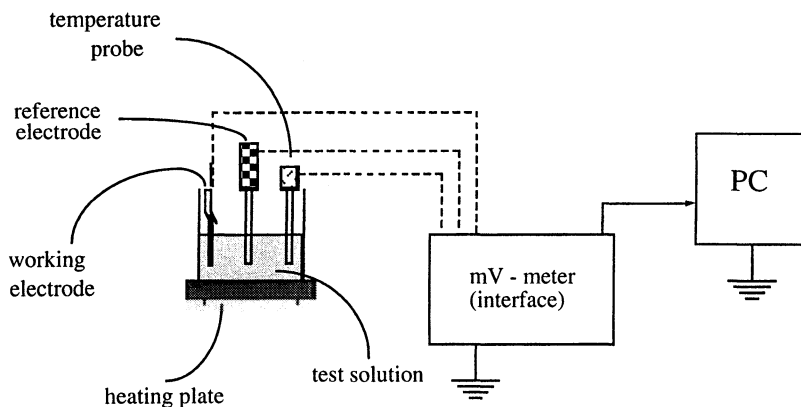 temperature
probe
reference
electrode
working
electrode
heating plate
test solution
mV - meter
(interface)
PC